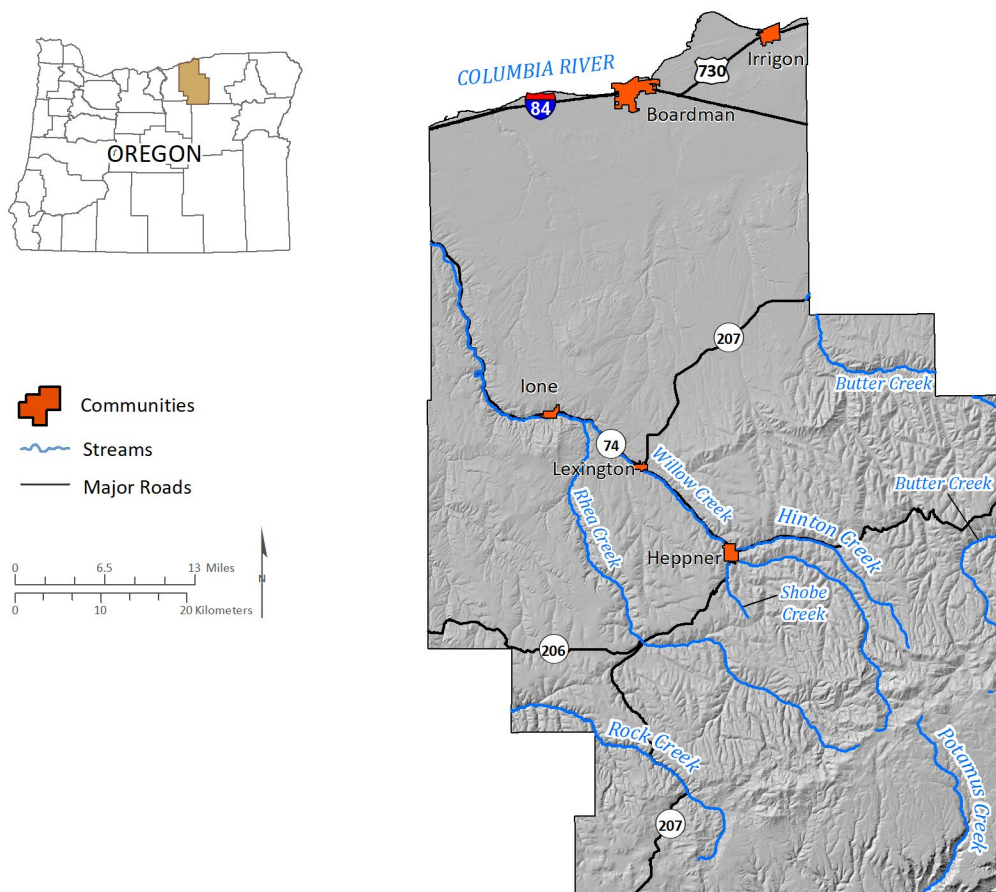 OREGON
Communities
Streams
Major Roads
0 6.5 13 Miles
0 10 20 Kilometers
N
Irrigon
730
COLUMBIA RIVER
84
Boardman
207
Butter Creek
Ione
74
Lexington
Willow Creek
Rhea Creek
Butter Creek
Hinton Creek
Heppner
Shobe
Creek
206
Rock Creek
Potamus Creek
207